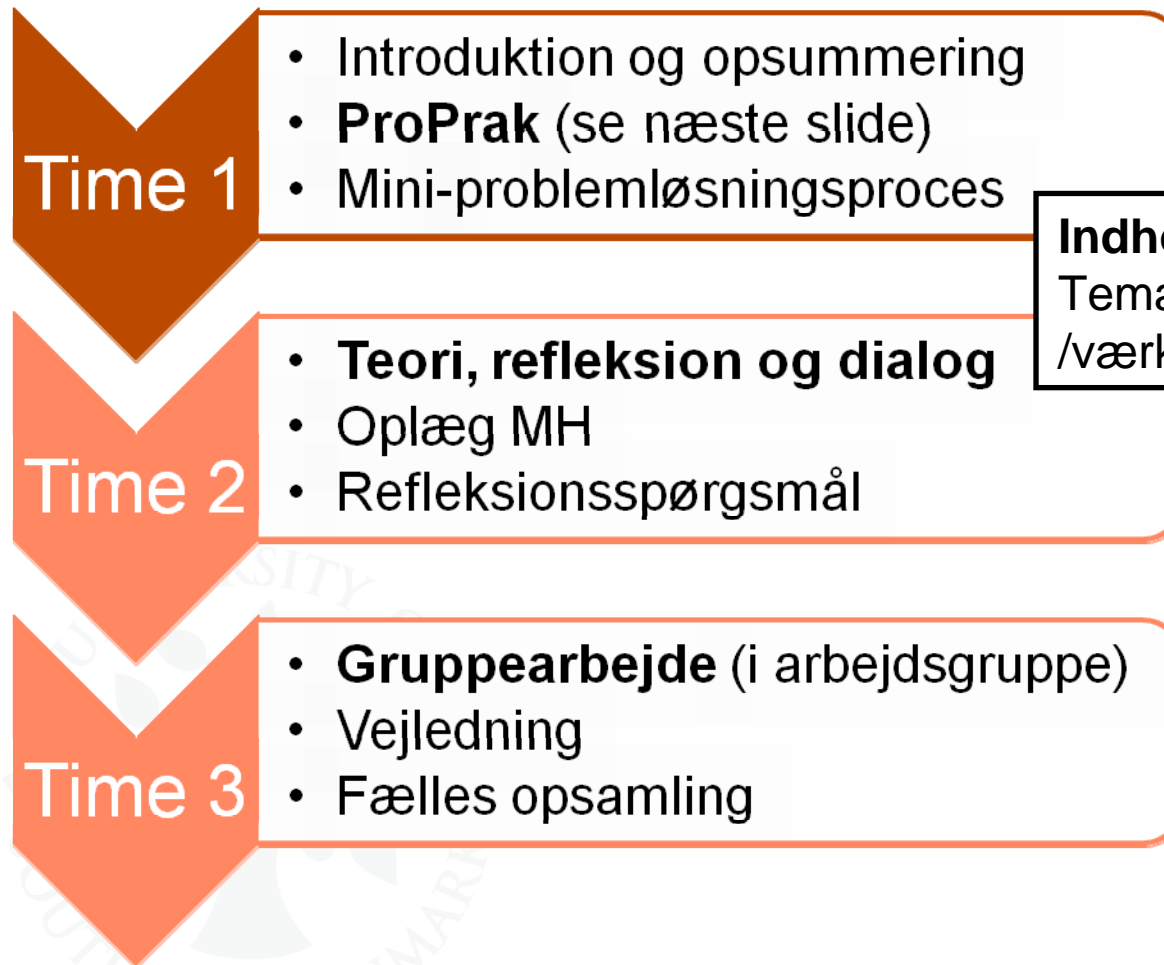 Time 1
• Introduktion og opsummering
• ProPrak (se næste slide)
• Mini-problemløsningsproces
Time 2
• Teori, refleksion og dialog
• Oplæg MH
• Refleksionsspørgsmål
Time 3
• Gruppearbejde (i arbejdsgruppe)
• Vejledning
• Fælles opsamling